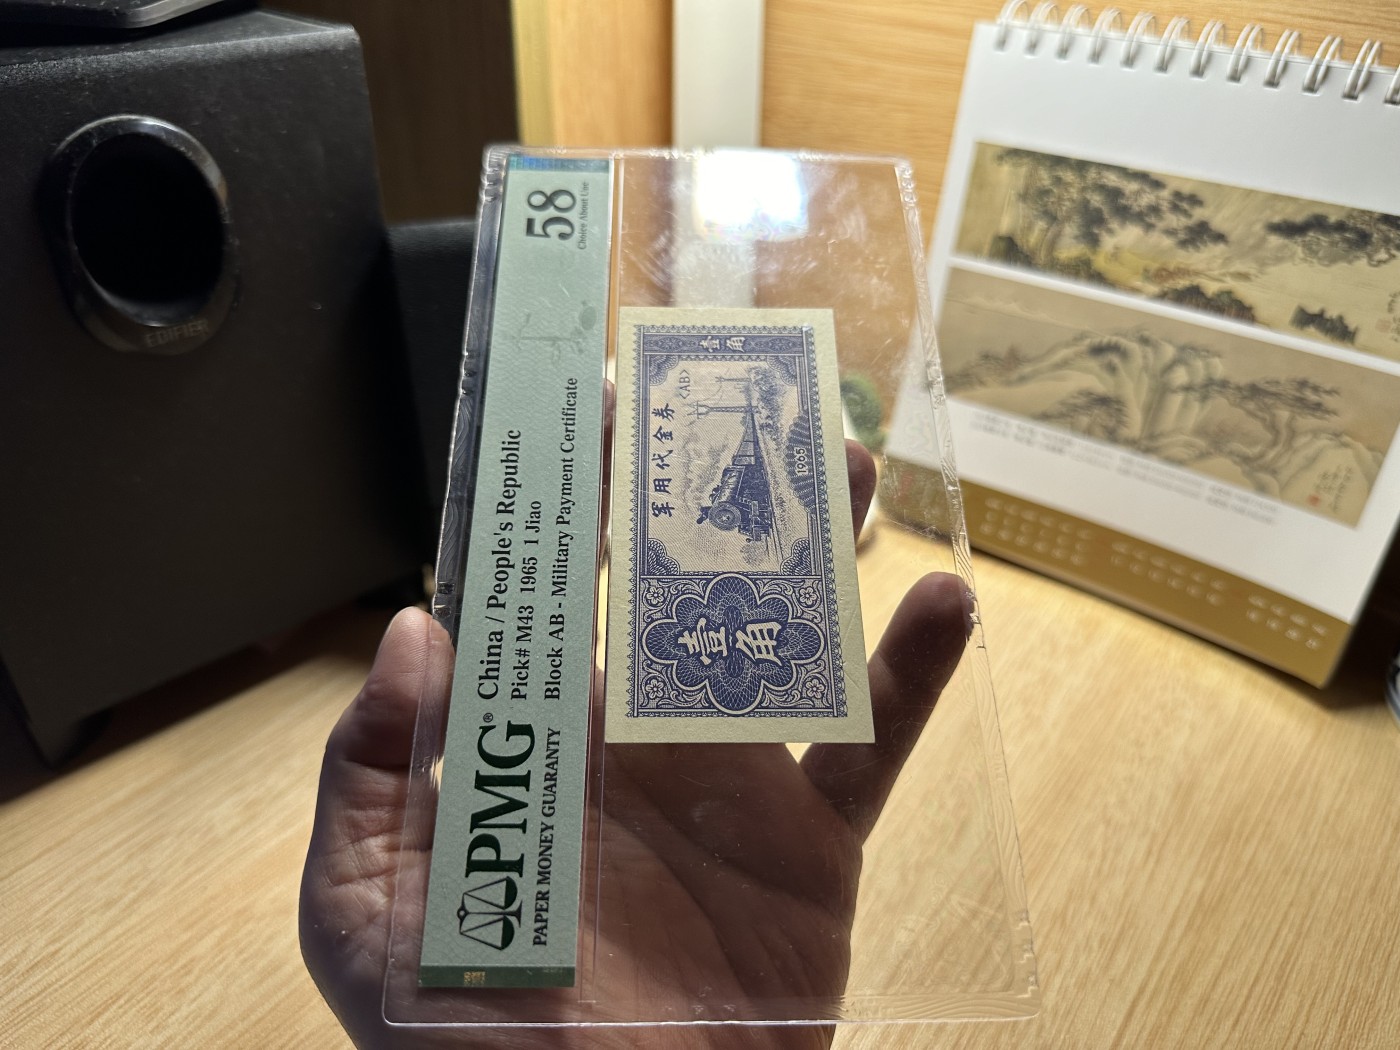 PMG®
PAPER MONEY GUARANTY
China / People's Republic
Pick# M43 1965 1 Jiao
Block AB - Military Payment Certificate
58
Choice About Unc
壹角
<AB>
军用代金券
1965
壹角
EDIFIER